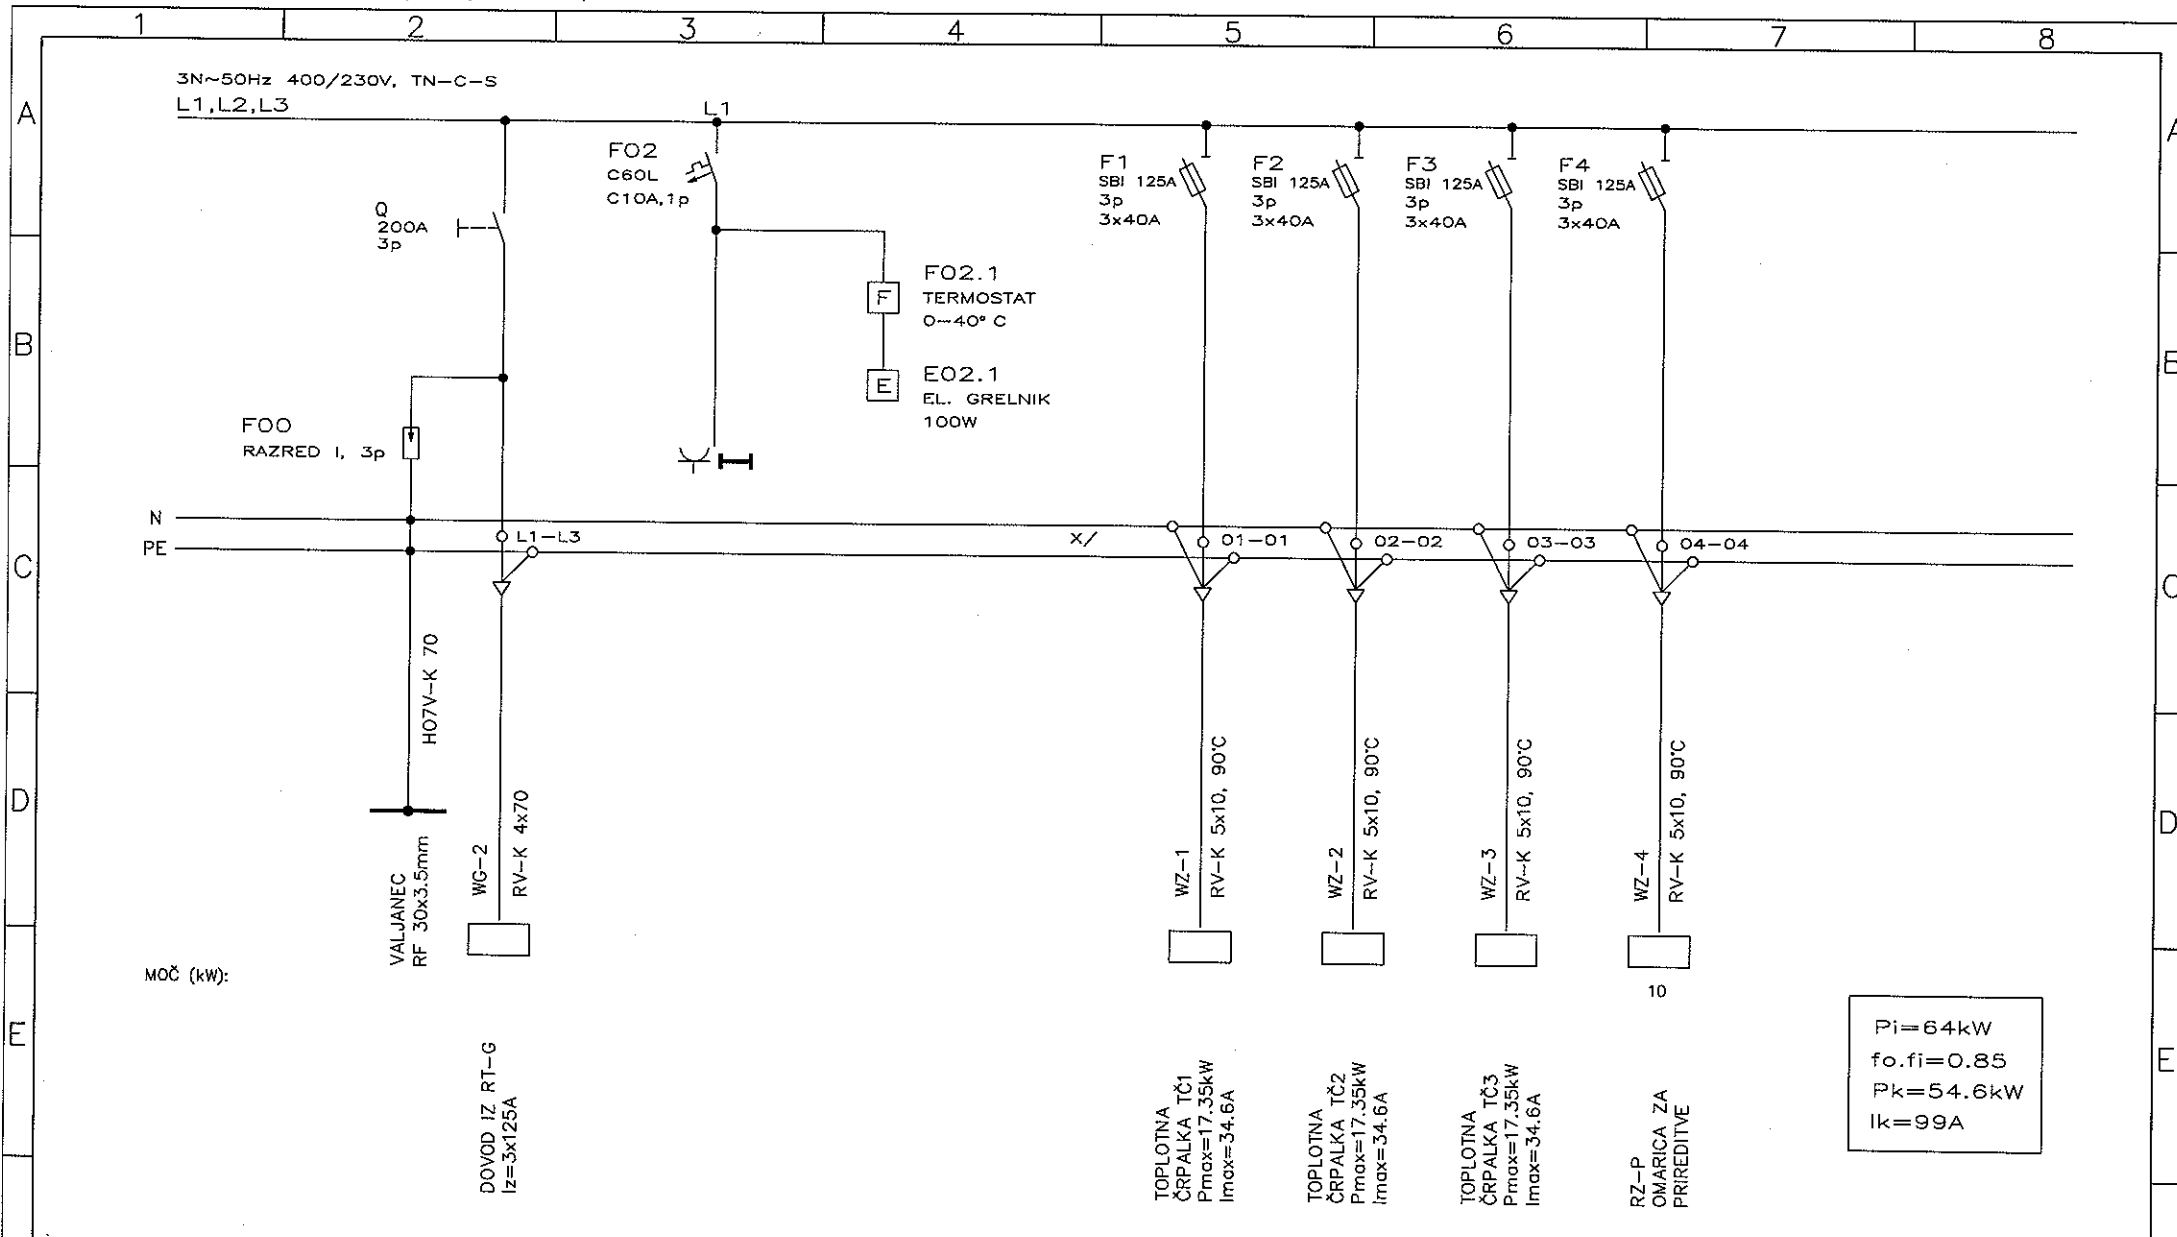 1 2 3 4 5 6 7 8
A
B
C
D
E
3N~50Hz 400/230V, TN-C-S
L1,L2,L3
L1
Q
200A
3p
F02
C60L
C10A,1p
F02.1
TERMOSTAT
0-40° C
E02.1
EL. GRELNIK
100W
F
E
F00
RAZRED I, 3p
F1
SBI 125A
3p
3x40A
F2
SBI 125A
3p
3x40A
F3
SBI 125A
3p
3x40A
F4
SBI 125A
3p
3x40A
N
PE
L1-L3
X/
01-01
02-02
03-03
04-04
H07V-K 70
VALJANEC
RF 30x3.5mm
WG-2
RV-K 4x70
WZ-1
RV-K 5x10, 90°C
WZ-2
RV-K 5x10, 90°C
WZ-3
RV-K 5x10, 90°C
WZ-4
RV-K 5x10, 90°C
MOČ (kW):
10
DOVOD IZ RT-G
Iz=3x125A
TOPLOTNA
ČRPALKA TČ1
Pmax=17.35kW
Imax=34.6A
TOPLOTNA
ČRPALKA TČ2
Pmax=17.35kW
Imax=34.6A
TOPLOTNA
ČRPALKA TČ3
Pmax=17.35kW
Imax=34.6A
RZ-P
OMARICA ZA
PRIREDITVE
Pi=64kW
fo.fi=0.85
Pk=54.6kW
Ik=99A
A
B
C
D
E